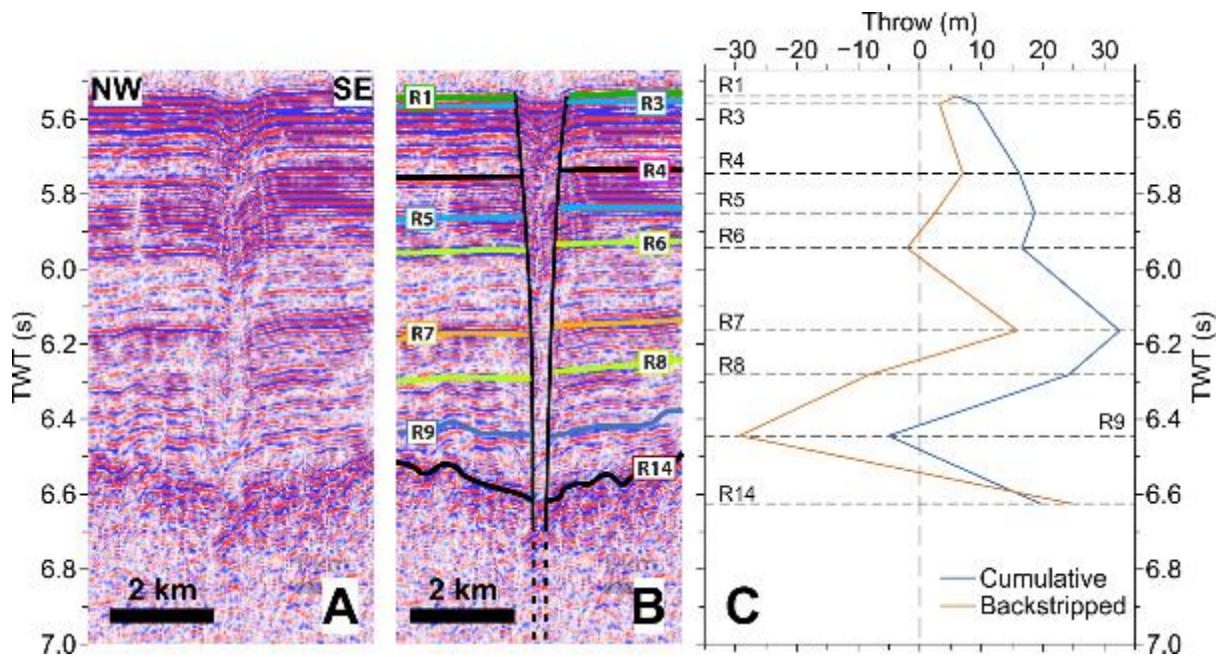 Throw (m)
−30 −20 −10 0 10 20 30
NW SE
R1 R3
R4
R5
R6
R7
R8
R9
R14
5.6
5.8
6.0
6.2
6.4
6.6
6.8
7.0
TWT (s)
2 km
A
2 km
B
R1
R3
R4
R5
R6
R7
R8
R9
R14
Cumulative
Backstripped
C
5.6
5.8
6.0
6.2
6.4
6.6
6.8
7.0
TWT (s)